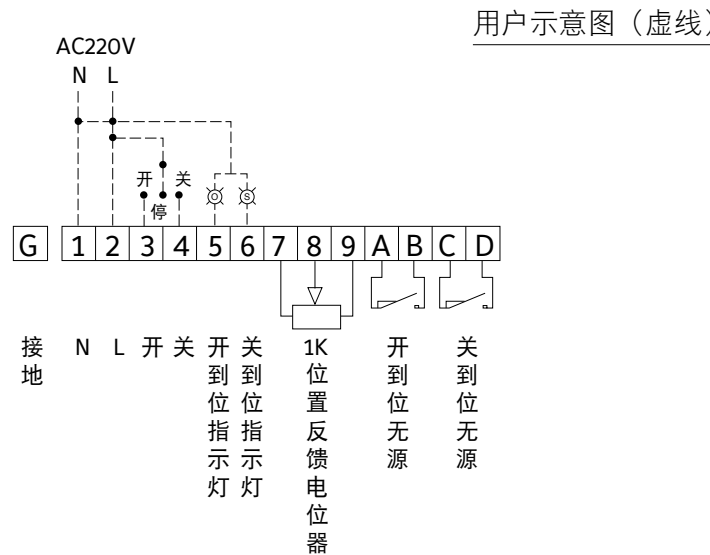 用户示意图（虚线）
AC220V
N L
开 关
停
O S
G 1 2 3 4 5 6 7 8 9 A B C D
接地
N
L
开
关
开到位指示灯
关到位指示灯
1K位置反馈电位器
开到位无源
关到位无源